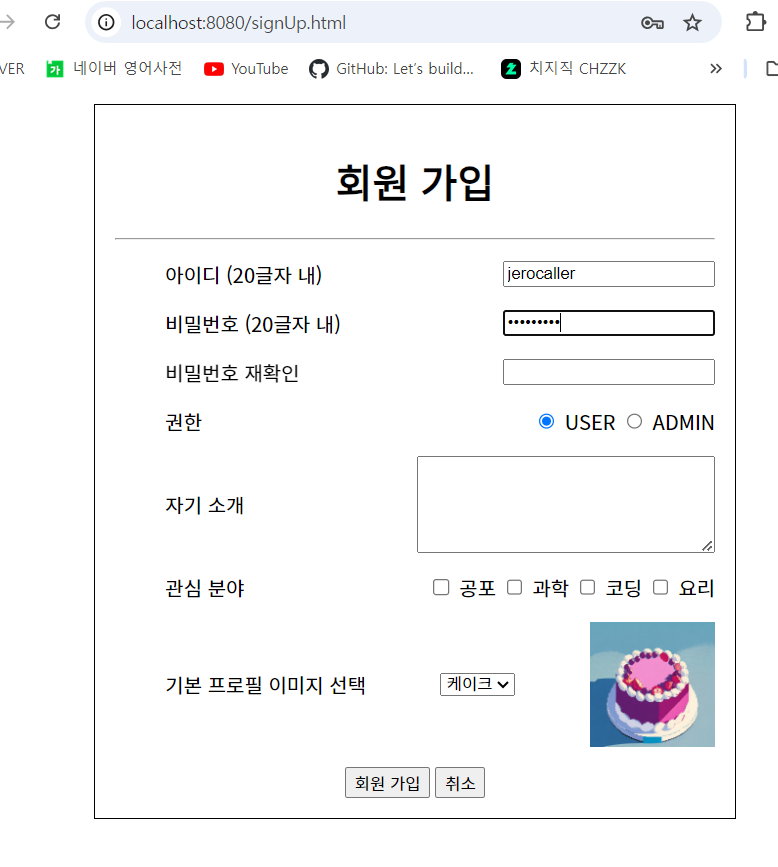 localhost:8080/signUp.html
VER 네이버 영어사전 YouTube GitHub: Let's build... 치지직 CHZZK
회원 가입
아이디 (20글자 내) jerocaller
비밀번호 (20글자 내) •••••••••
비밀번호 재확인
권한 USER ADMIN
자기 소개
관심 분야 공포 과학 코딩 요리
기본 프로필 이미지 선택 케이크
회원 가입 취소